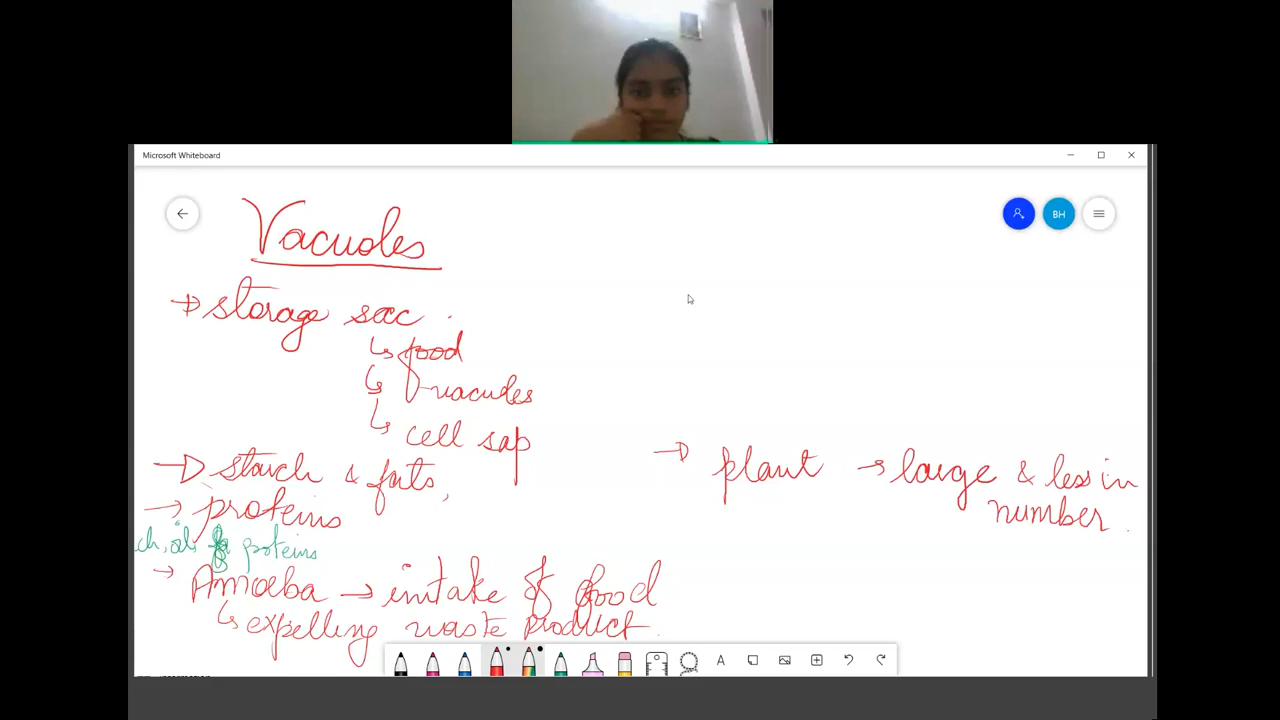 Microsoft Whiteboard
BH
Vacuoles
→ storage sac.
↳ food
↳ vacuoles
↳ cell sap
→ starch & fats,
→ proteins
proteins
→ Amoeba → intake of food
↳ expelling waste product.
→ plant → large & less in
number.
A